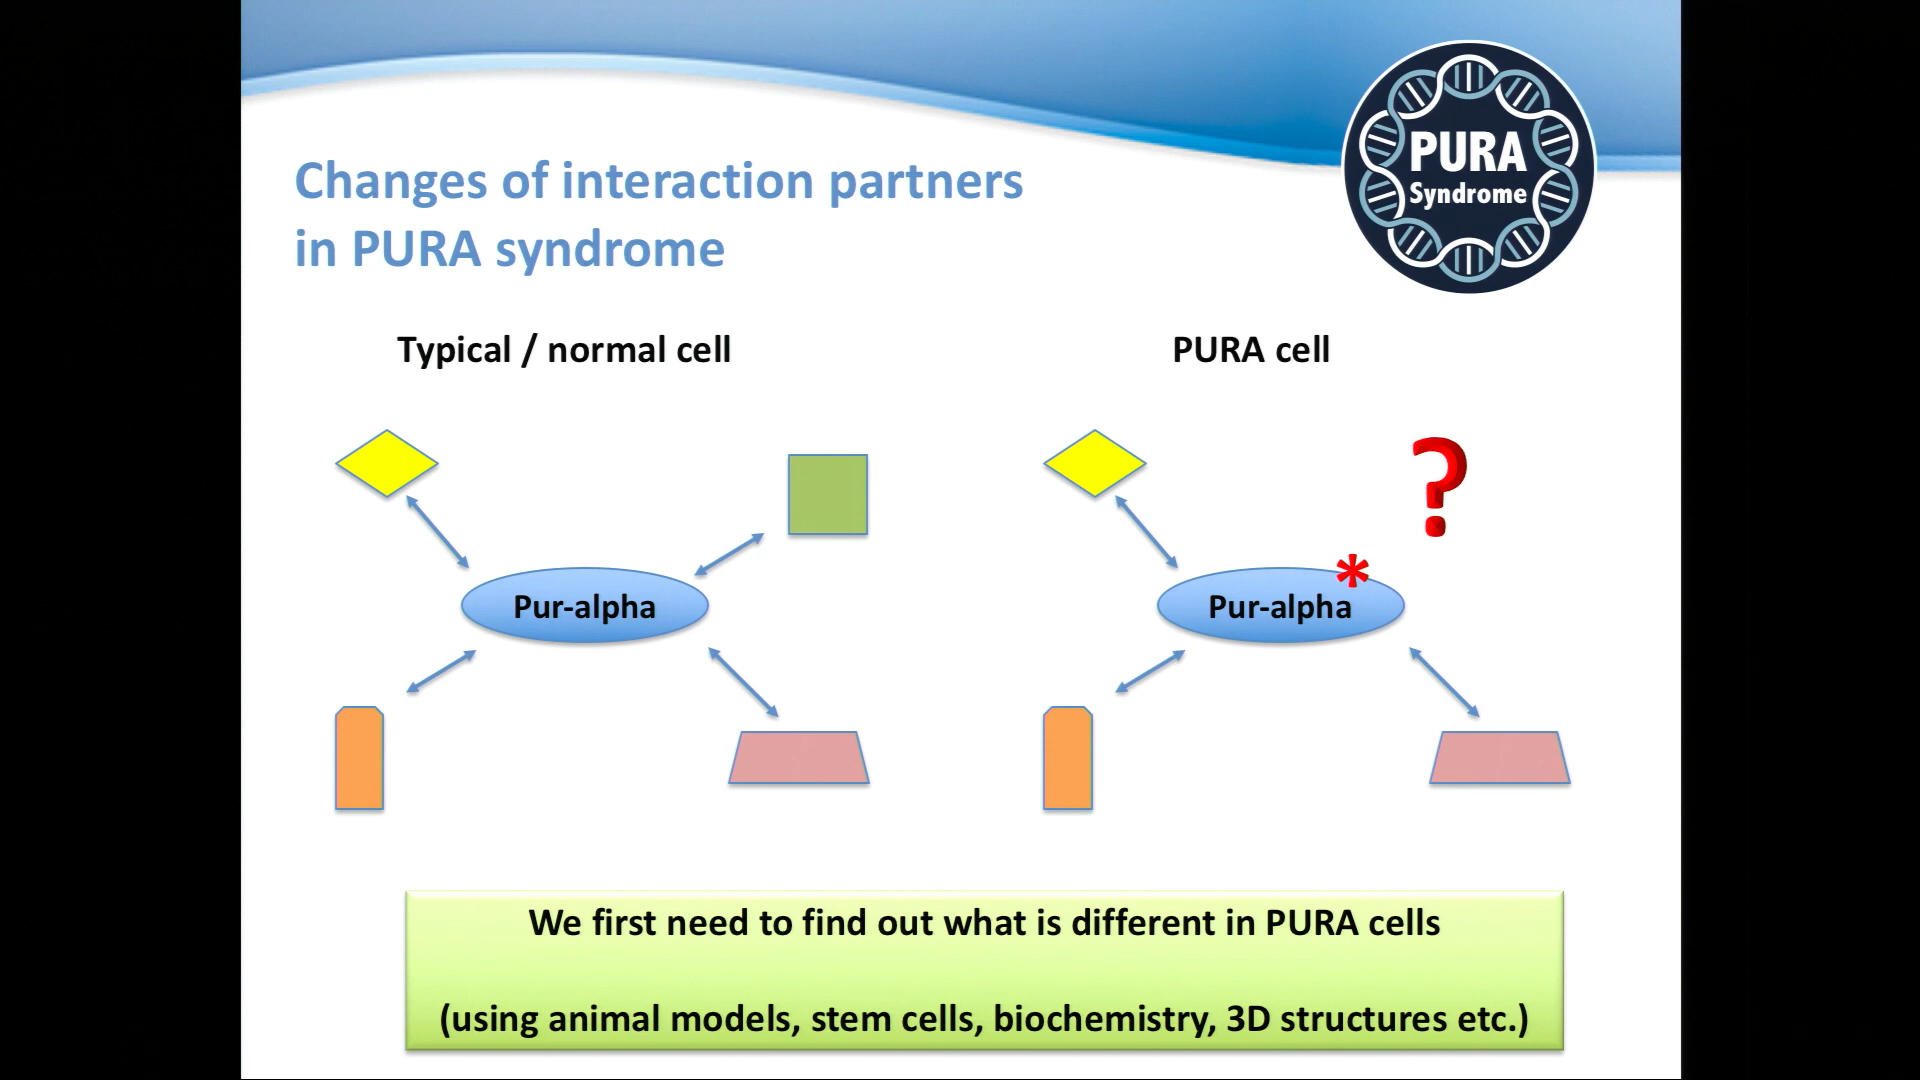 PURA
Syndrome
Changes of interaction partners
in PURA syndrome
Typical / normal cell
PURA cell
?
*
Pur-alpha
Pur-alpha
We first need to find out what is different in PURA cells
(using animal models, stem cells, biochemistry, 3D structures etc.)